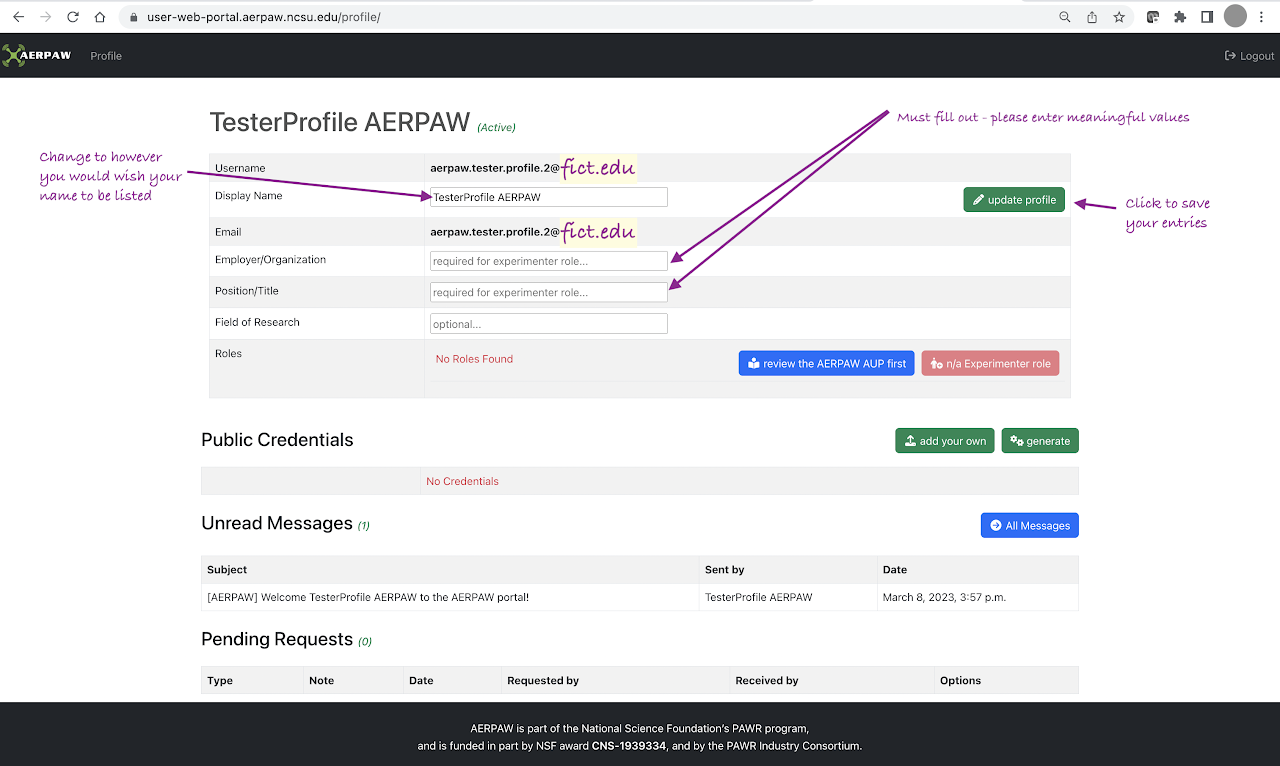 user-web-portal.aerpaw.ncsu.edu/profile/
AERPAW Profile Logout
TesterProfile AERPAW (Active)
Must fill out - please enter meaningful values
Change to however
you would wish your
name to be listed
Username aerpaw.tester.profile.2@fict.edu
Display Name TesterProfile AERPAW update profile
Click to save
your entries
Email aerpaw.tester.profile.2@fict.edu
Employer/Organization required for experimenter role...
Position/Title required for experimenter role...
Field of Research optional...
Roles No Roles Found review the AERPAW AUP first n/a Experimenter role
Public Credentials add your own generate
No Credentials
Unread Messages (1) All Messages
Subject Sent by Date
[AERPAW] Welcome TesterProfile AERPAW to the AERPAW portal! TesterProfile AERPAW March 8, 2023, 3:57 p.m.
Pending Requests (0)
Type Note Date Requested by Received by Options
AERPAW is part of the National Science Foundation's PAWR program,
and is funded in part by NSF award CNS-1939334, and by the PAWR Industry Consortium.